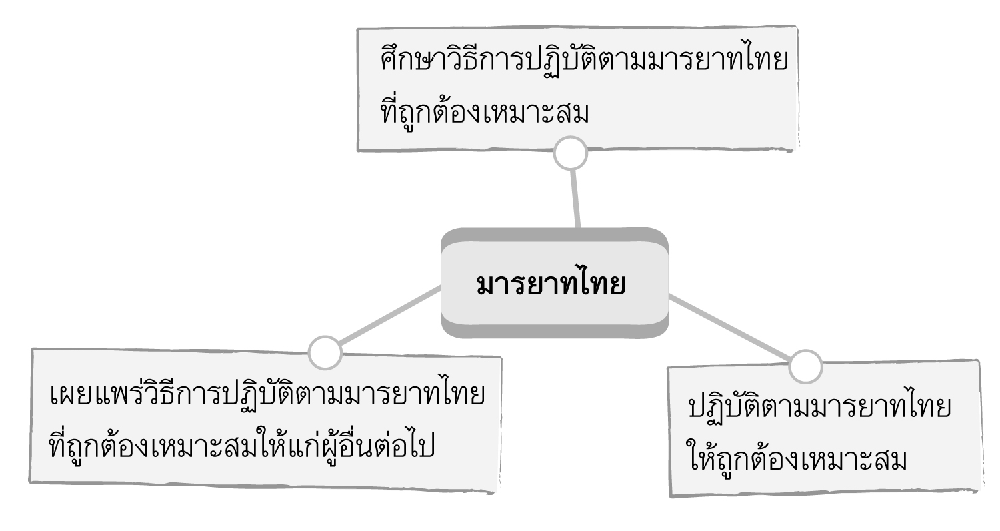 ศึกษาวิธีการปฏิบัติตามมารยาทไทย
ที่ถูกต้องเหมาะสม
มารยาทไทย
เผยแพร่วิธีการปฏิบัติตามมารยาทไทย
ที่ถูกต้องเหมาะสมให้แก่ผู้อื่นต่อไป
ปฏิบัติตามมารยาทไทย
ให้ถูกต้องเหมาะสม